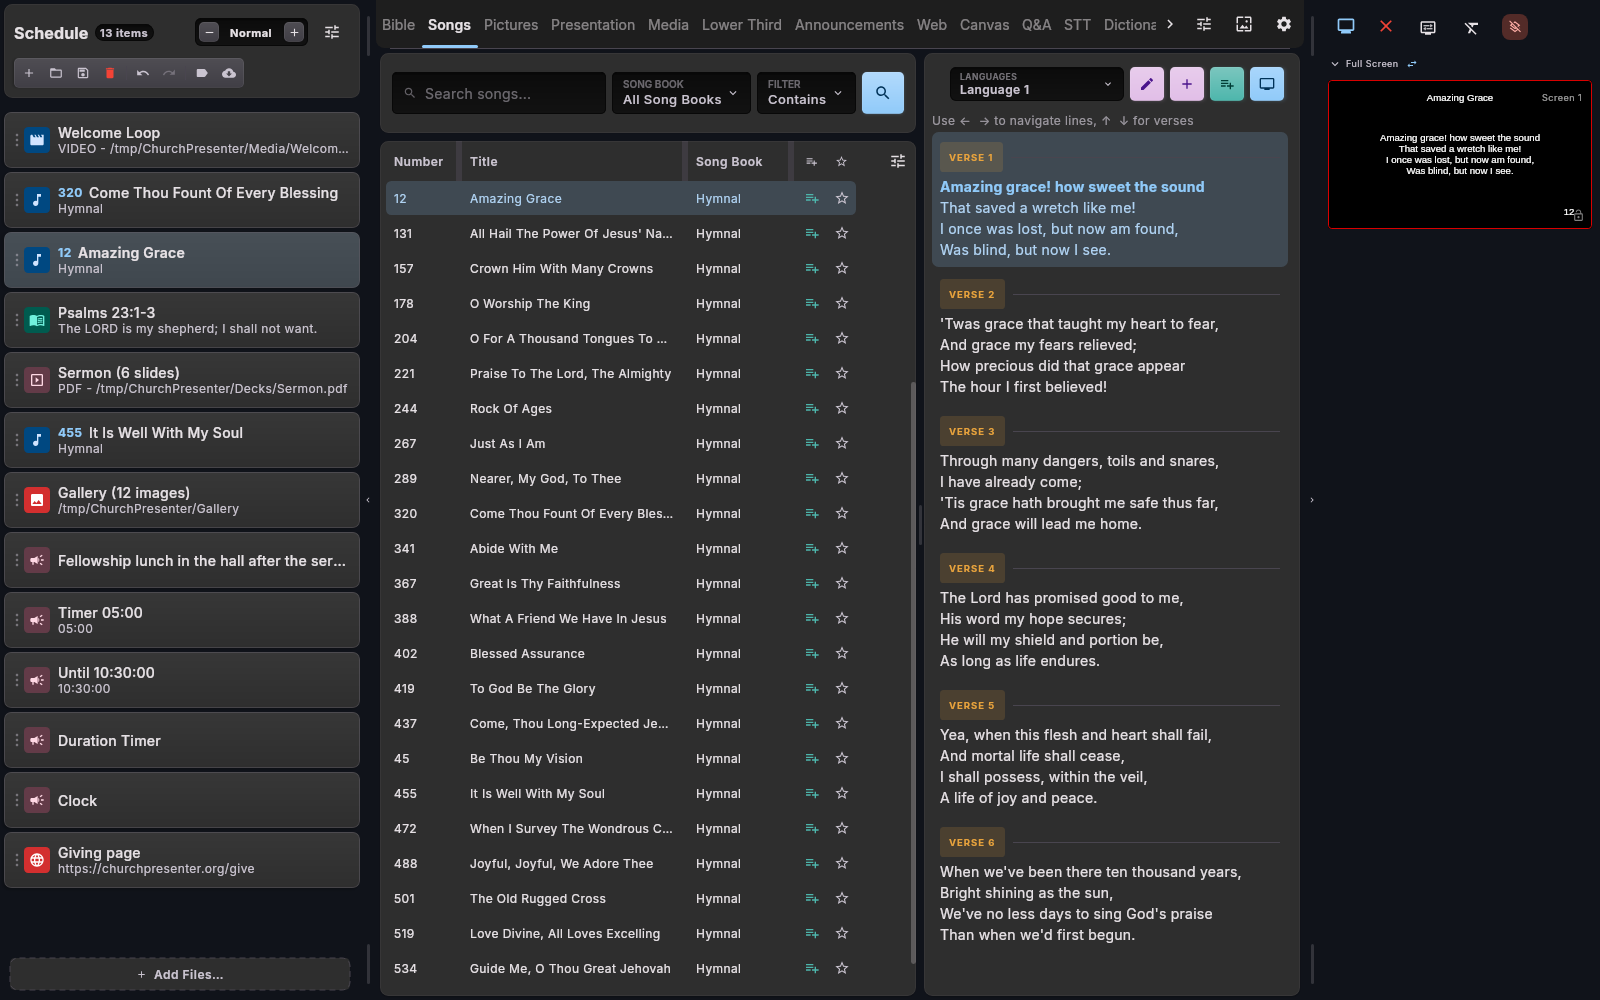 Schedule 13 items
Normal
Welcome Loop
VIDEO - /tmp/ChurchPresenter/Media/Welcom...
320 Come Thou Fount Of Every Blessing
Hymnal
12 Amazing Grace
Hymnal
Psalms 23:1-3
The LORD is my shepherd; I shall not want.
Sermon (6 slides)
PDF - /tmp/ChurchPresenter/Decks/Sermon.pdf
455 It Is Well With My Soul
Hymnal
Gallery (12 images)
/tmp/ChurchPresenter/Gallery
Fellowship lunch in the hall after the ser...
Timer 05:00
05:00
Until 10:30:00
10:30:00
Duration Timer
Clock
Giving page
https://churchpresenter.org/give
Add Files...
Bible Songs Pictures Presentation Media Lower Third Announcements Web Canvas Q&A STT Dictiona
Search songs...
SONG BOOK
All Song Books
FILTER
Contains
Number Title Song Book
12 Amazing Grace Hymnal
131 All Hail The Power Of Jesus' Na... Hymnal
157 Crown Him With Many Crowns Hymnal
178 O Worship The King Hymnal
204 O For A Thousand Tongues To ... Hymnal
221 Praise To The Lord, The Almighty Hymnal
244 Rock Of Ages Hymnal
267 Just As I Am Hymnal
289 Nearer, My God, To Thee Hymnal
320 Come Thou Fount Of Every Bles... Hymnal
341 Abide With Me Hymnal
367 Great Is Thy Faithfulness Hymnal
388 What A Friend We Have In Jesus Hymnal
402 Blessed Assurance Hymnal
419 To God Be The Glory Hymnal
437 Come, Thou Long-Expected Je... Hymnal
45 Be Thou My Vision Hymnal
455 It Is Well With My Soul Hymnal
472 When I Survey The Wondrous C... Hymnal
488 Joyful, Joyful, We Adore Thee Hymnal
501 The Old Rugged Cross Hymnal
519 Love Divine, All Loves Excelling Hymnal
534 Guide Me, O Thou Great Jehovah Hymnal
LANGUAGES
Language 1
Use ← → to navigate lines, ↑ ↓ for verses
VERSE 1
Amazing grace! how sweet the sound
That saved a wretch like me!
I once was lost, but now am found,
Was blind, but now I see.
VERSE 2
'Twas grace that taught my heart to fear,
And grace my fears relieved;
How precious did that grace appear
The hour I first believed!
VERSE 3
Through many dangers, toils and snares,
I have already come;
'Tis grace hath brought me safe thus far,
And grace will lead me home.
VERSE 4
The Lord has promised good to me,
His word my hope secures;
He will my shield and portion be,
As long as life endures.
VERSE 5
Yea, when this flesh and heart shall fail,
And mortal life shall cease,
I shall possess, within the veil,
A life of joy and peace.
VERSE 6
When we've been there ten thousand years,
Bright shining as the sun,
We've no less days to sing God's praise
Than when we'd first begun.
Full Screen
Amazing Grace Screen 1
Amazing grace! how sweet the sound
That saved a wretch like me!
I once was lost, but now am found,
Was blind, but now I see.
12